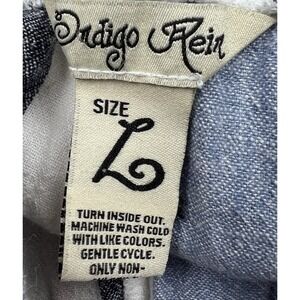 Indigo Rein
SIZE
L
TURN INSIDE OUT.
MACHINE WASH COLD
WITH LIKE COLORS.
GENTLE CYCLE.
ONLY NON-